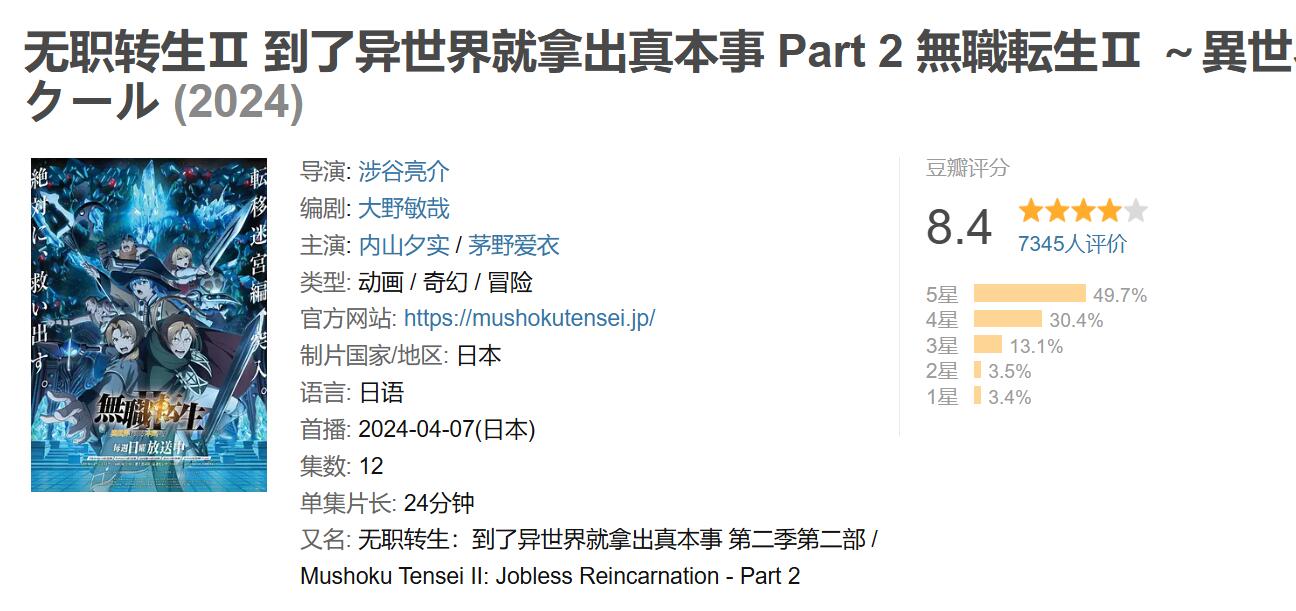 无职转生Ⅱ 到了异世界就拿出真本事 Part 2 無職転生Ⅱ ～異世
クール (2024)
絶対に、救い出す。
転移迷宮編、突入。
無職転生
毎週日曜放送中
导演: 涉谷亮介
编剧: 大野敏哉
主演: 内山夕实 / 茅野爱衣
类型: 动画 / 奇幻 / 冒险
官方网站: https://mushokutensei.jp/
制片国家/地区: 日本
语言: 日语
首播: 2024-04-07(日本)
集数: 12
单集片长: 24分钟
又名: 无职转生：到了异世界就拿出真本事 第二季第二部 /
Mushoku Tensei II: Jobless Reincarnation - Part 2
豆瓣评分
8.4
7345人评价
5星 49.7%
4星 30.4%
3星 13.1%
2星 3.5%
1星 3.4%